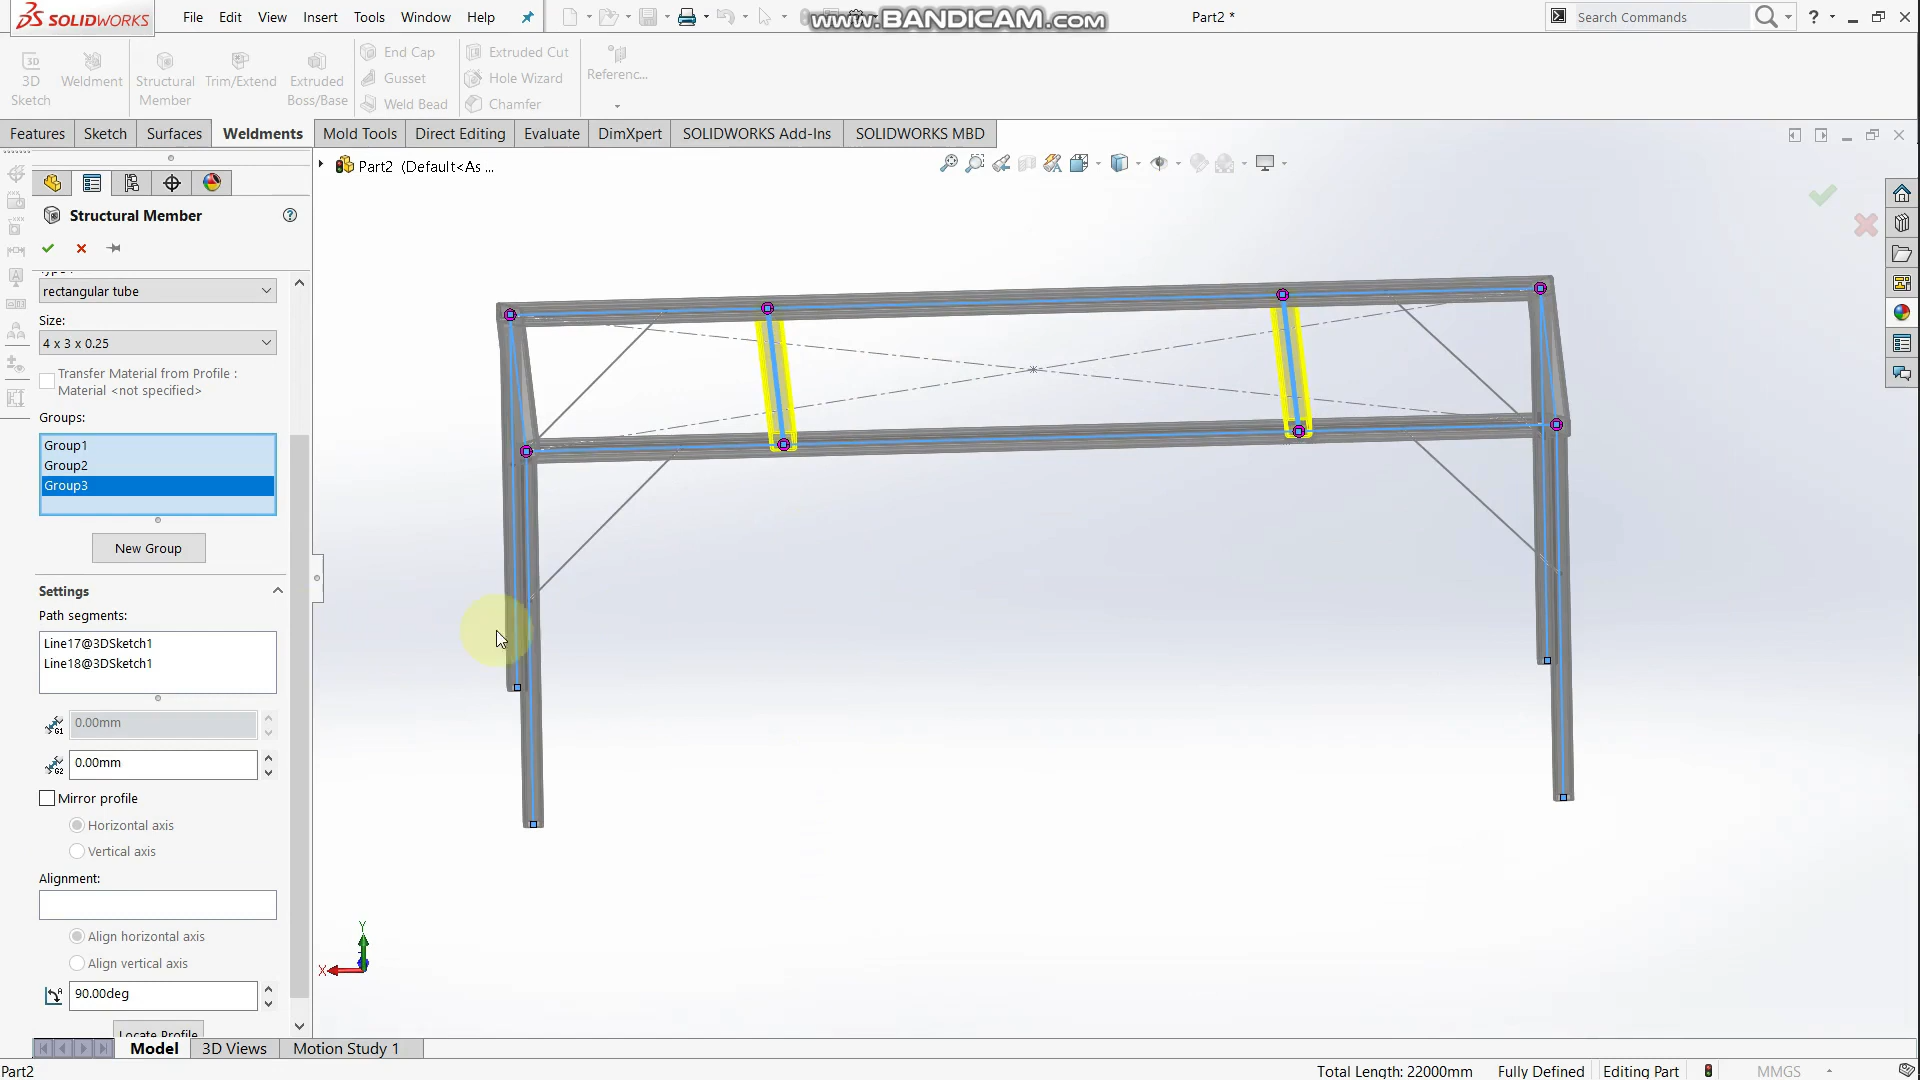 SOLIDWORKS
File Edit View Insert Tools Window Help
www.BANDICAM.com
Part2 *
Search Commands
3D Sketch
Weldment
Structural Member
Trim/Extend
Extruded Boss/Base
End Cap
Gusset
Weld Bead
Extruded Cut
Hole Wizard
Chamfer
Referenc...
Features Sketch Surfaces Weldments Mold Tools Direct Editing Evaluate DimXpert SOLIDWORKS Add-Ins SOLIDWORKS MBD
Part2 (Default<As ...
Structural Member
rectangular tube
Size:
4 x 3 x 0.25
Transfer Material from Profile :
Material <not specified>
Groups:
Group1
Group2
Group3
New Group
Settings
Path segments:
Line17@3DSketch1
Line18@3DSketch1
G1 0.00mm
G2 0.00mm
Mirror profile
Horizontal axis
Vertical axis
Alignment:
Align horizontal axis
Align vertical axis
90.00deg
Locate Profile
Y
X
Model 3D Views Motion Study 1
Part2
Total Length: 22000mm Fully Defined Editing Part MMGS